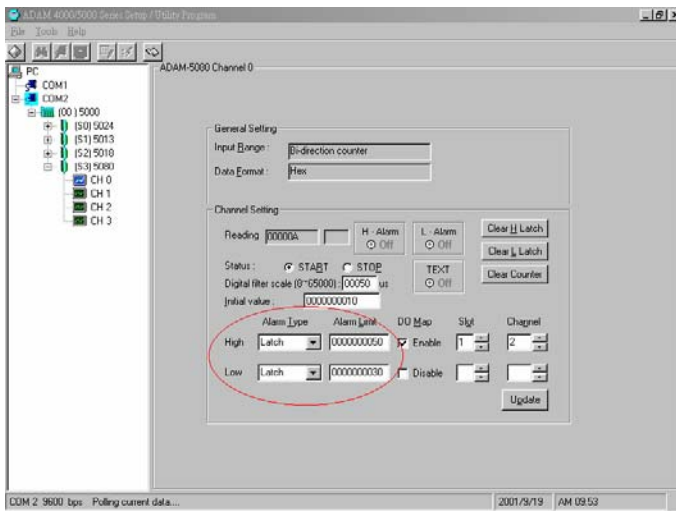 ADAM 4000/5000 Series Setup / Utility Program
File Tools Help
PC
COM1
COM2
(00 ) 5000
(S0) 5024
(S1) 5013
(S2) 5018
(S3) 5080
CH 0
CH 1
CH 2
CH 3
ADAM-5080 Channel 0
General Setting
Input Range : Bi-direction counter
Data Format : Hex
Channel Setting
Reading 00000A
H - Alarm
Off
L - Alarm
Off
Clear H Latch
Clear L Latch
Clear Counter
Status : START STOP
TEXT
Off
Digital filter scale (8~65000) : 00050 us
Initial value : 0000000010
Alarm Type Alarm Limit DO Map Slot Channel
High Latch 0000000050 Enable 1 2
Low Latch 0000000030 Disable
Update
COM 2 9600 bps Polling current data....
2001/9/19 AM 09:53